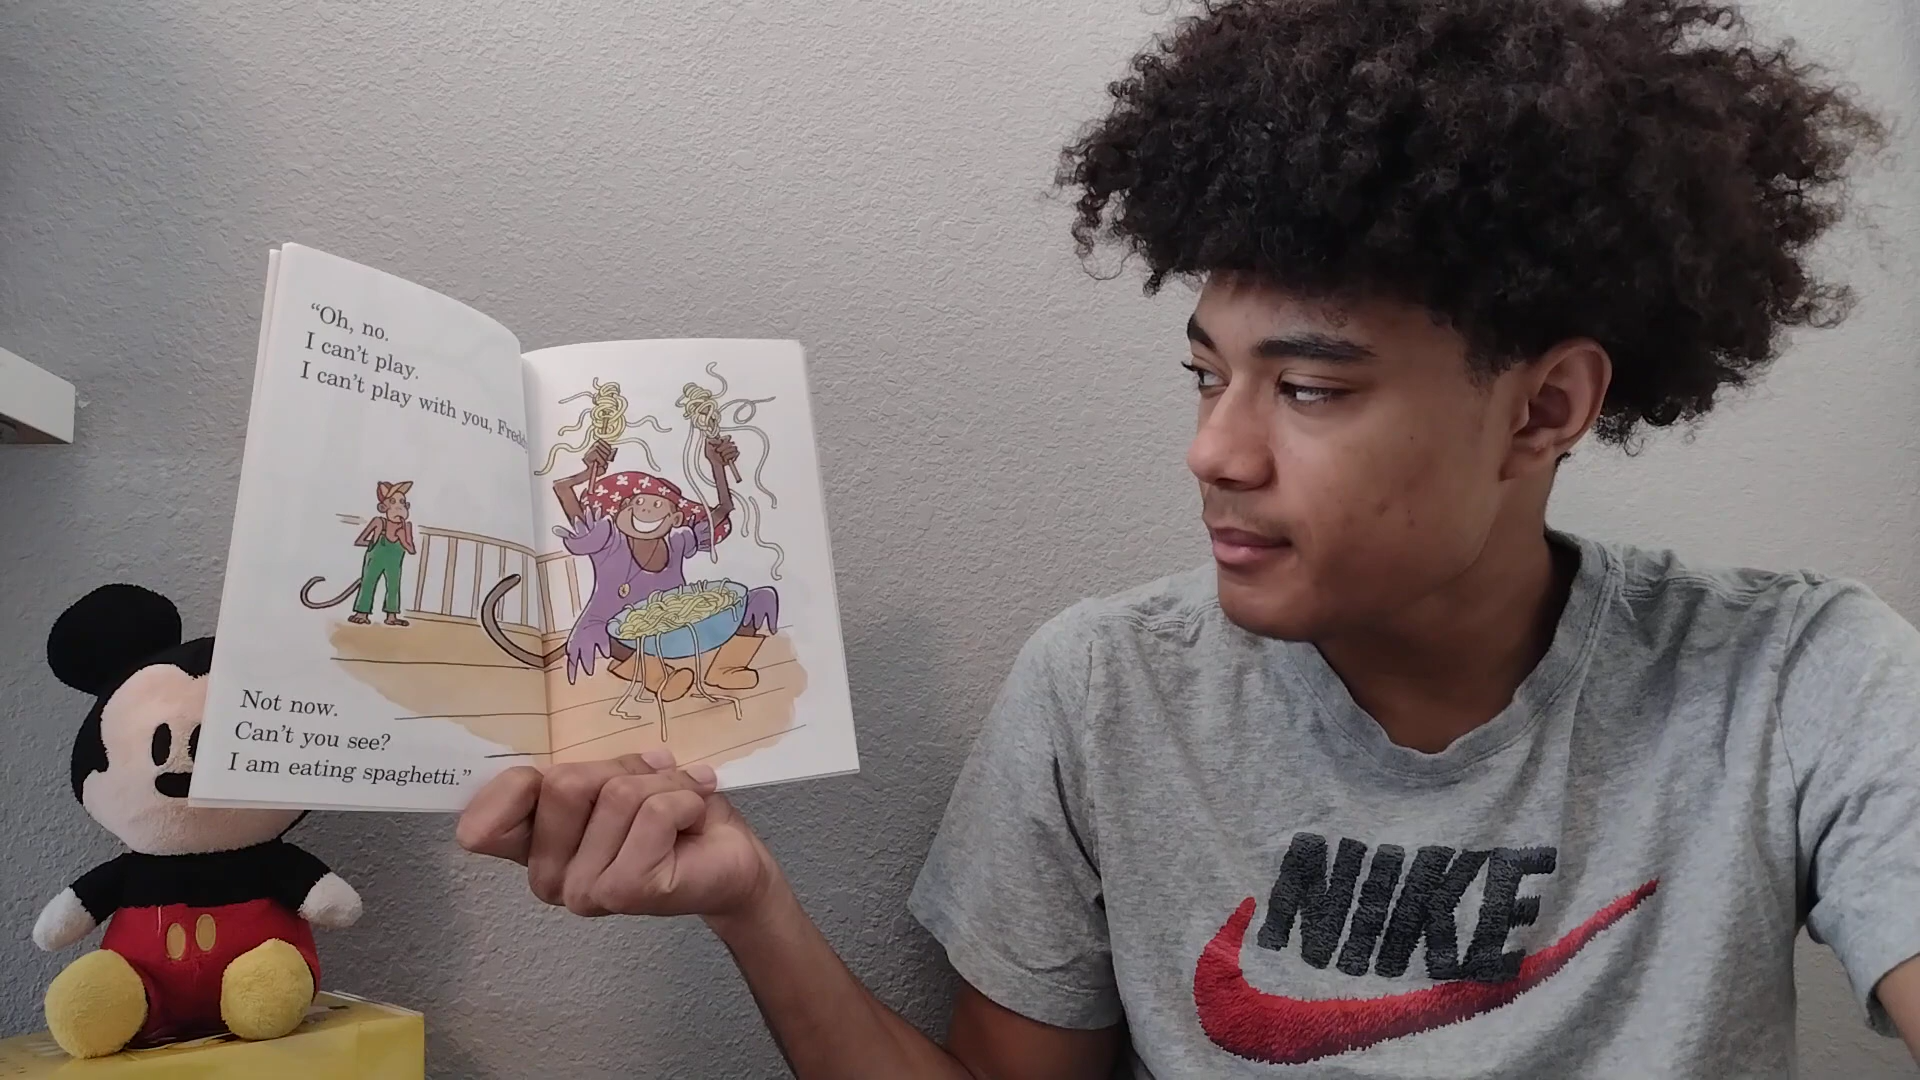 “Oh, no.
I can’t play.
I can’t play with you,
Not now.
Can’t you see?
I am eating spaghetti.”
NIKE